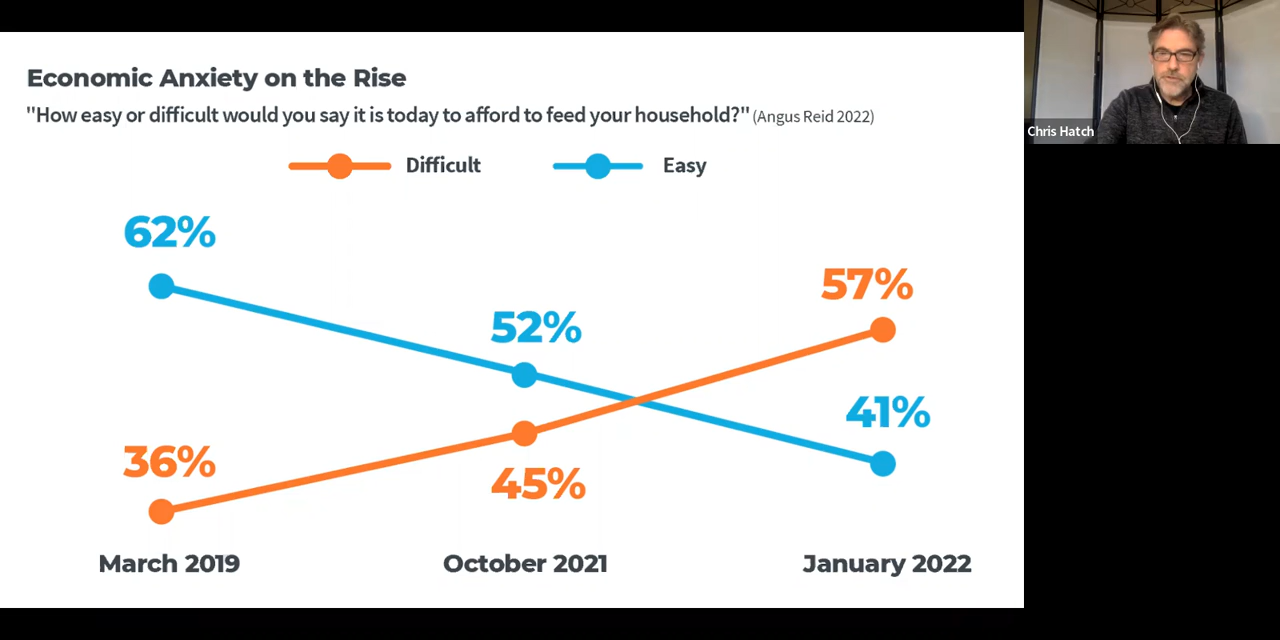 Economic Anxiety on the Rise
"How easy or difficult would you say it is today to afford to feed your household?" (Angus Reid 2022)
Difficult Easy
62%
57%
52%
41%
36%
45%
March 2019 October 2021 January 2022
Chris Hatch